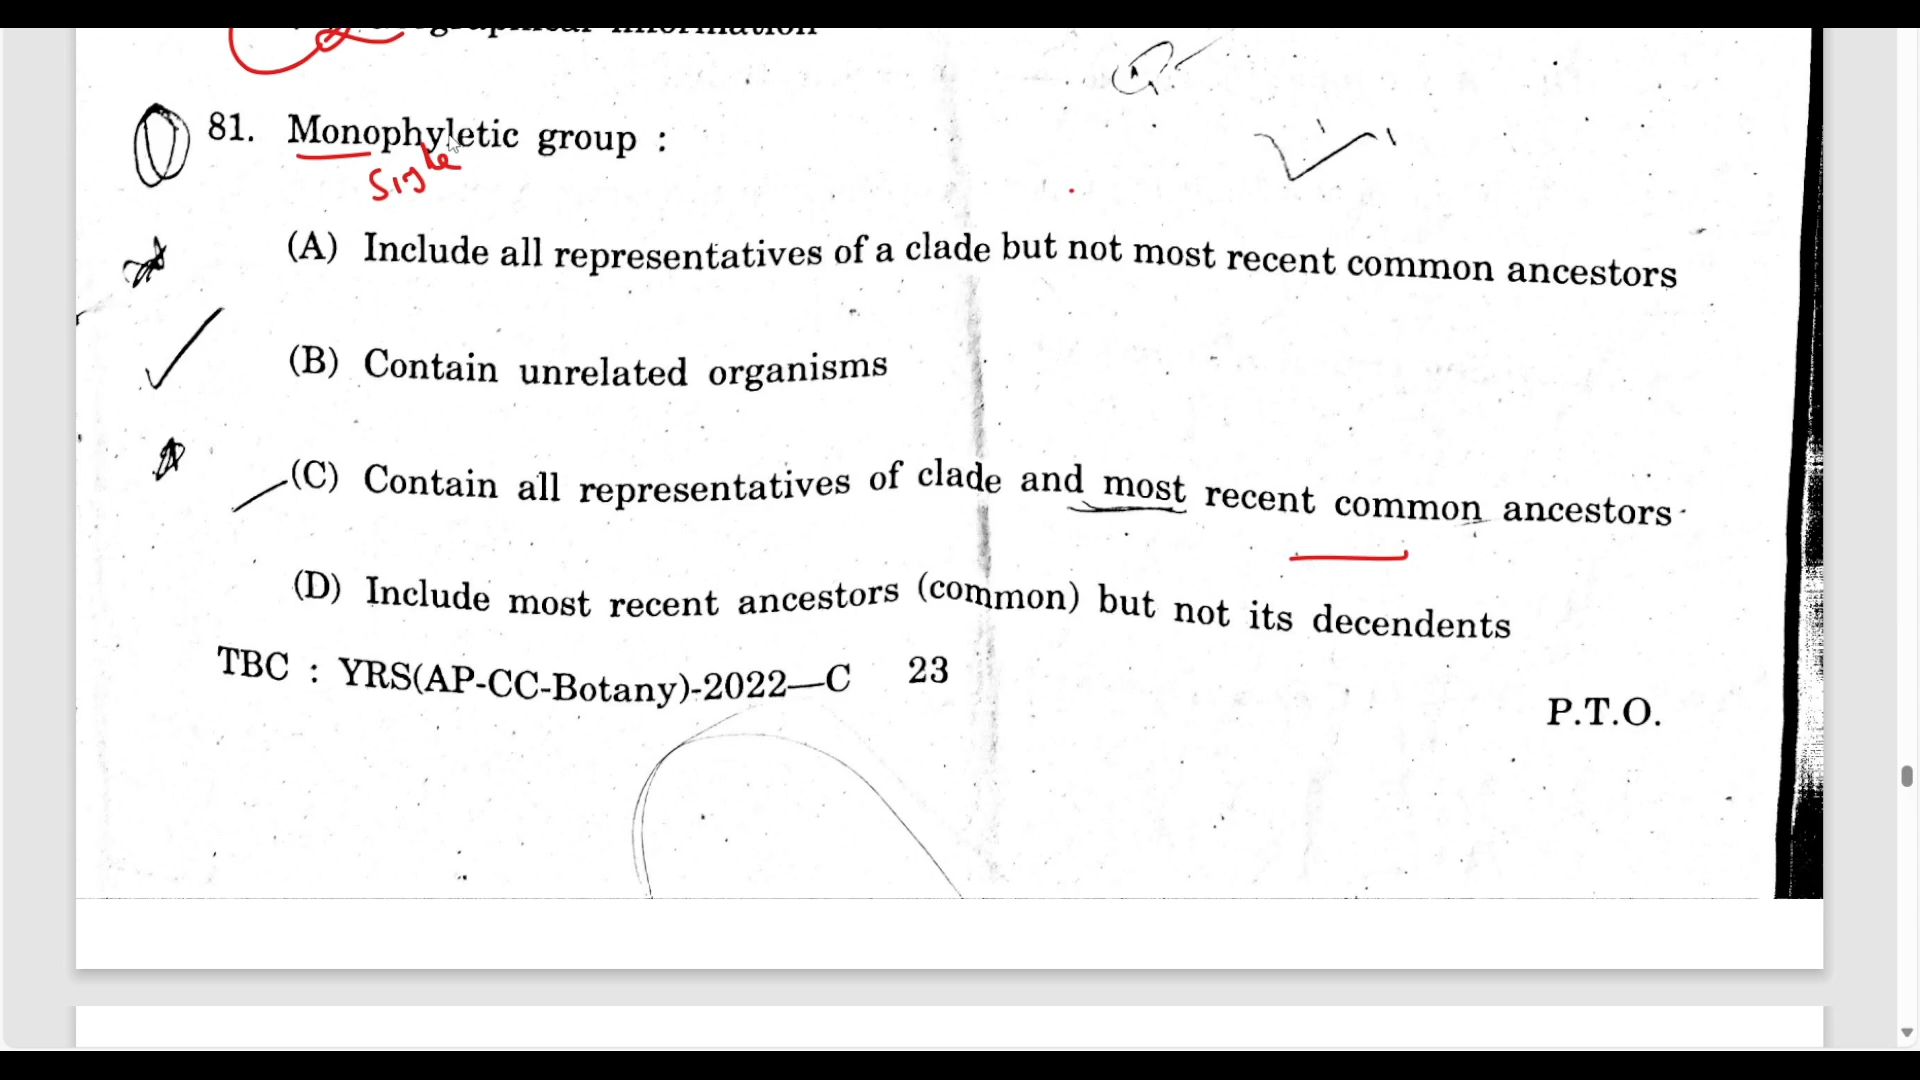 information
81. Monophyletic group :
Single
(A) Include all representatives of a clade but not most recent common ancestors
(B) Contain unrelated organisms
(C) Contain all representatives of clade and most recent common ancestors
(D) Include most recent ancestors (common) but not its decendents
TBC : YRS(AP-CC-Botany)-2022—C 23
P.T.O.